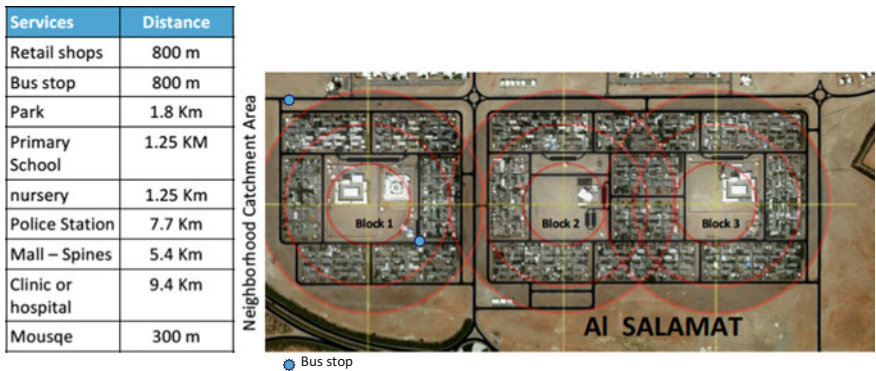 Services Distance
Retail shops 800 m
Bus stop 800 m
Park 1.8 Km
Primary School 1.25 KM
nursery 1.25 Km
Police Station 7.7 Km
Mall – Spines 5.4 Km
Clinic or hospital 9.4 Km
Mousqe 300 m
Neighborhood Catchment Area
Block 1
Block 2
Block 3
Al SALAMAT
Bus stop